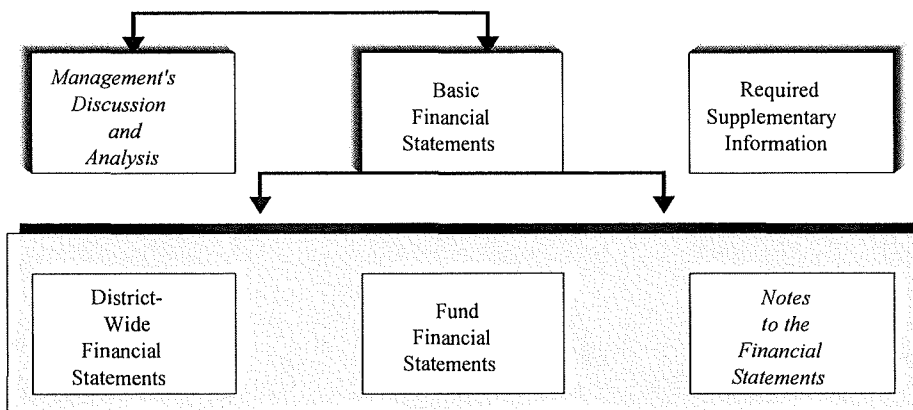 Management's
Discussion
and
Analysis
Basic
Financial
Statements
Required
Supplementary
Information
District-
Wide
Financial
Statements
Fund
Financial
Statements
Notes
to the
Financial
Statements